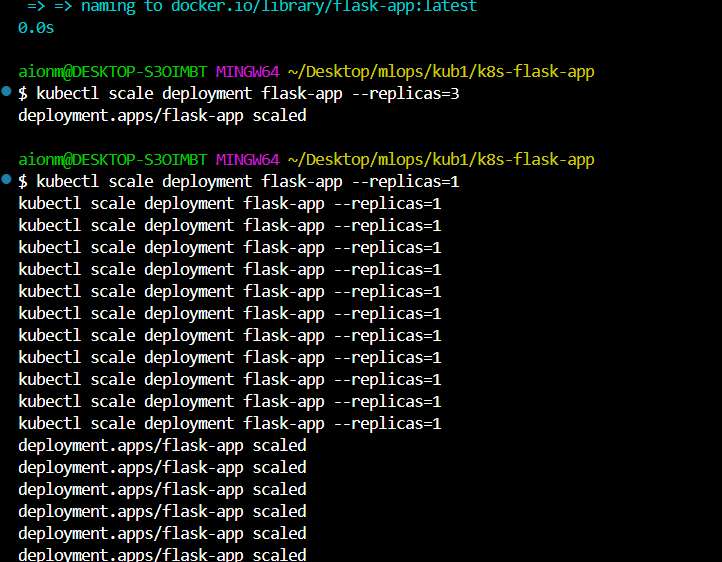 => => naming to docker.io/library/flask-app:latest
0.0s
aionm@DESKTOP-S3OIMBT MINGW64 ~/Desktop/mlops/kub1/k8s-flask-app
$ kubectl scale deployment flask-app --replicas=3
deployment.apps/flask-app scaled
aionm@DESKTOP-S3OIMBT MINGW64 ~/Desktop/mlops/kub1/k8s-flask-app
$ kubectl scale deployment flask-app --replicas=1
kubectl scale deployment flask-app --replicas=1
kubectl scale deployment flask-app --replicas=1
kubectl scale deployment flask-app --replicas=1
kubectl scale deployment flask-app --replicas=1
kubectl scale deployment flask-app --replicas=1
kubectl scale deployment flask-app --replicas=1
kubectl scale deployment flask-app --replicas=1
kubectl scale deployment flask-app --replicas=1
kubectl scale deployment flask-app --replicas=1
kubectl scale deployment flask-app --replicas=1
kubectl scale deployment flask-app --replicas=1
deployment.apps/flask-app scaled
deployment.apps/flask-app scaled
deployment.apps/flask-app scaled
deployment.apps/flask-app scaled
deployment.apps/flask-app scaled
deployment.apps/flask-app scaled